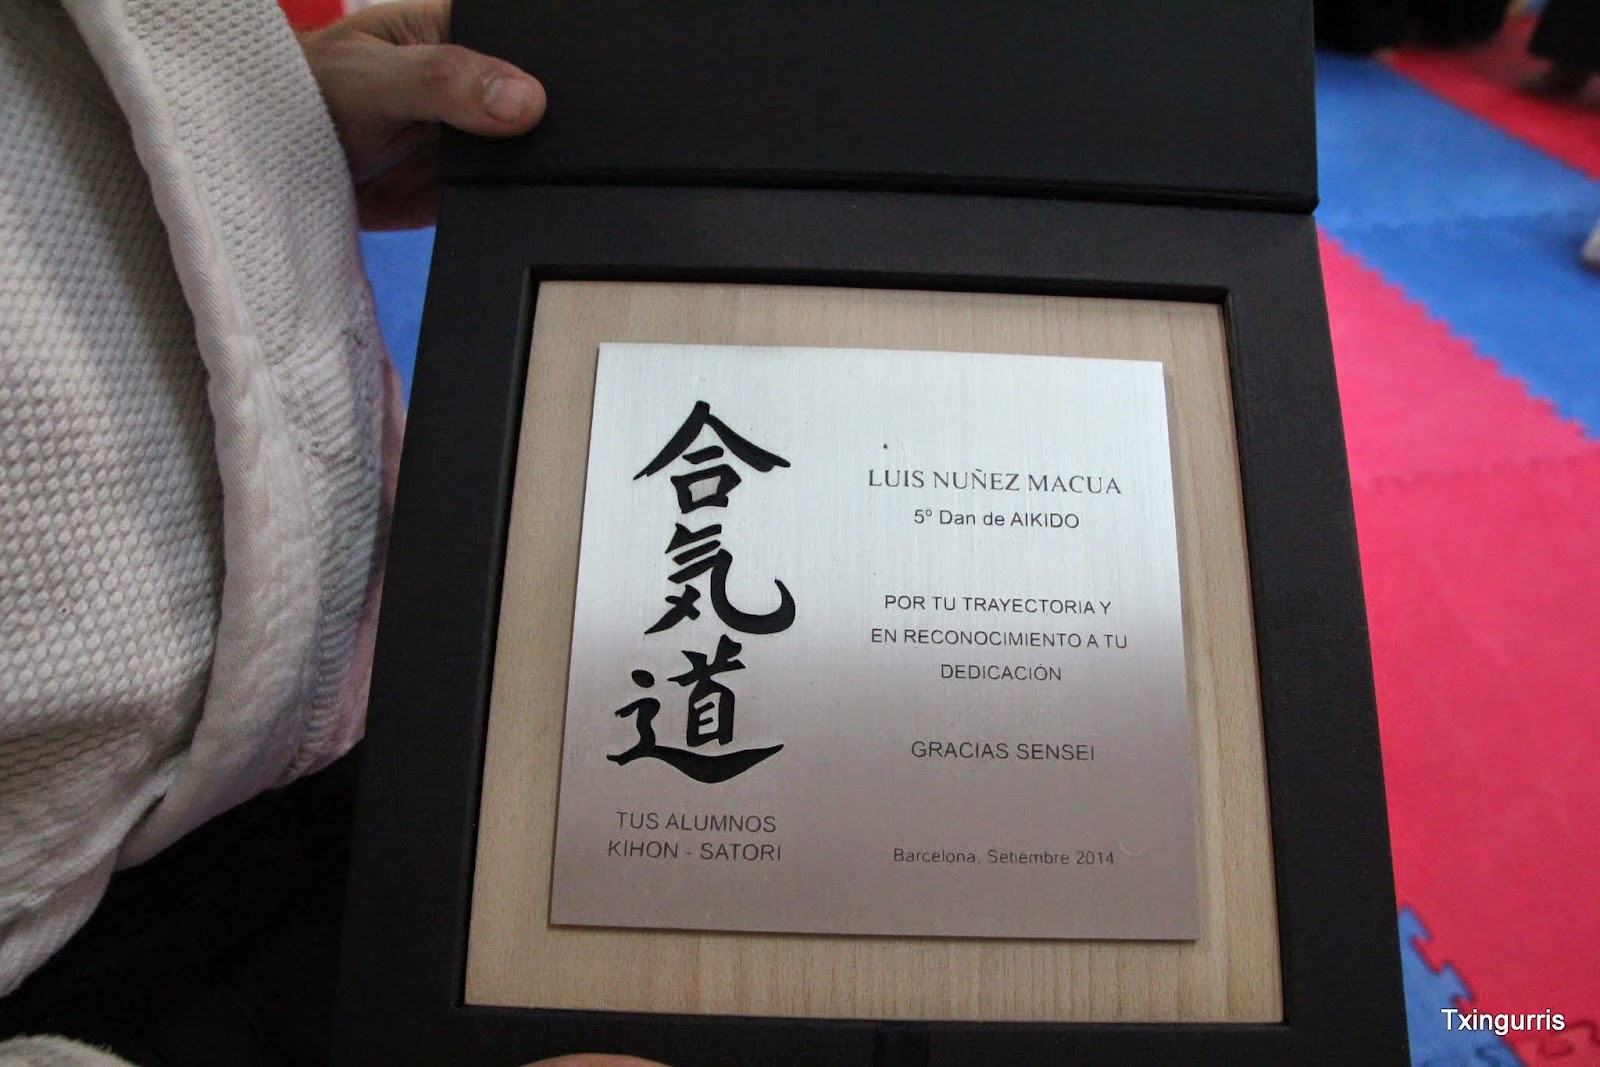 合
気
道
TUS ALUMNOS
KIHON - SATORI
LUIS NUÑEZ MACUA
5º Dan de AIKIDO
POR TU TRAYECTORIA Y
EN RECONOCIMIENTO A TU
DEDICACIÓN
GRACIAS SENSEI
Barcelona, Setiembre 2014
Txingurris